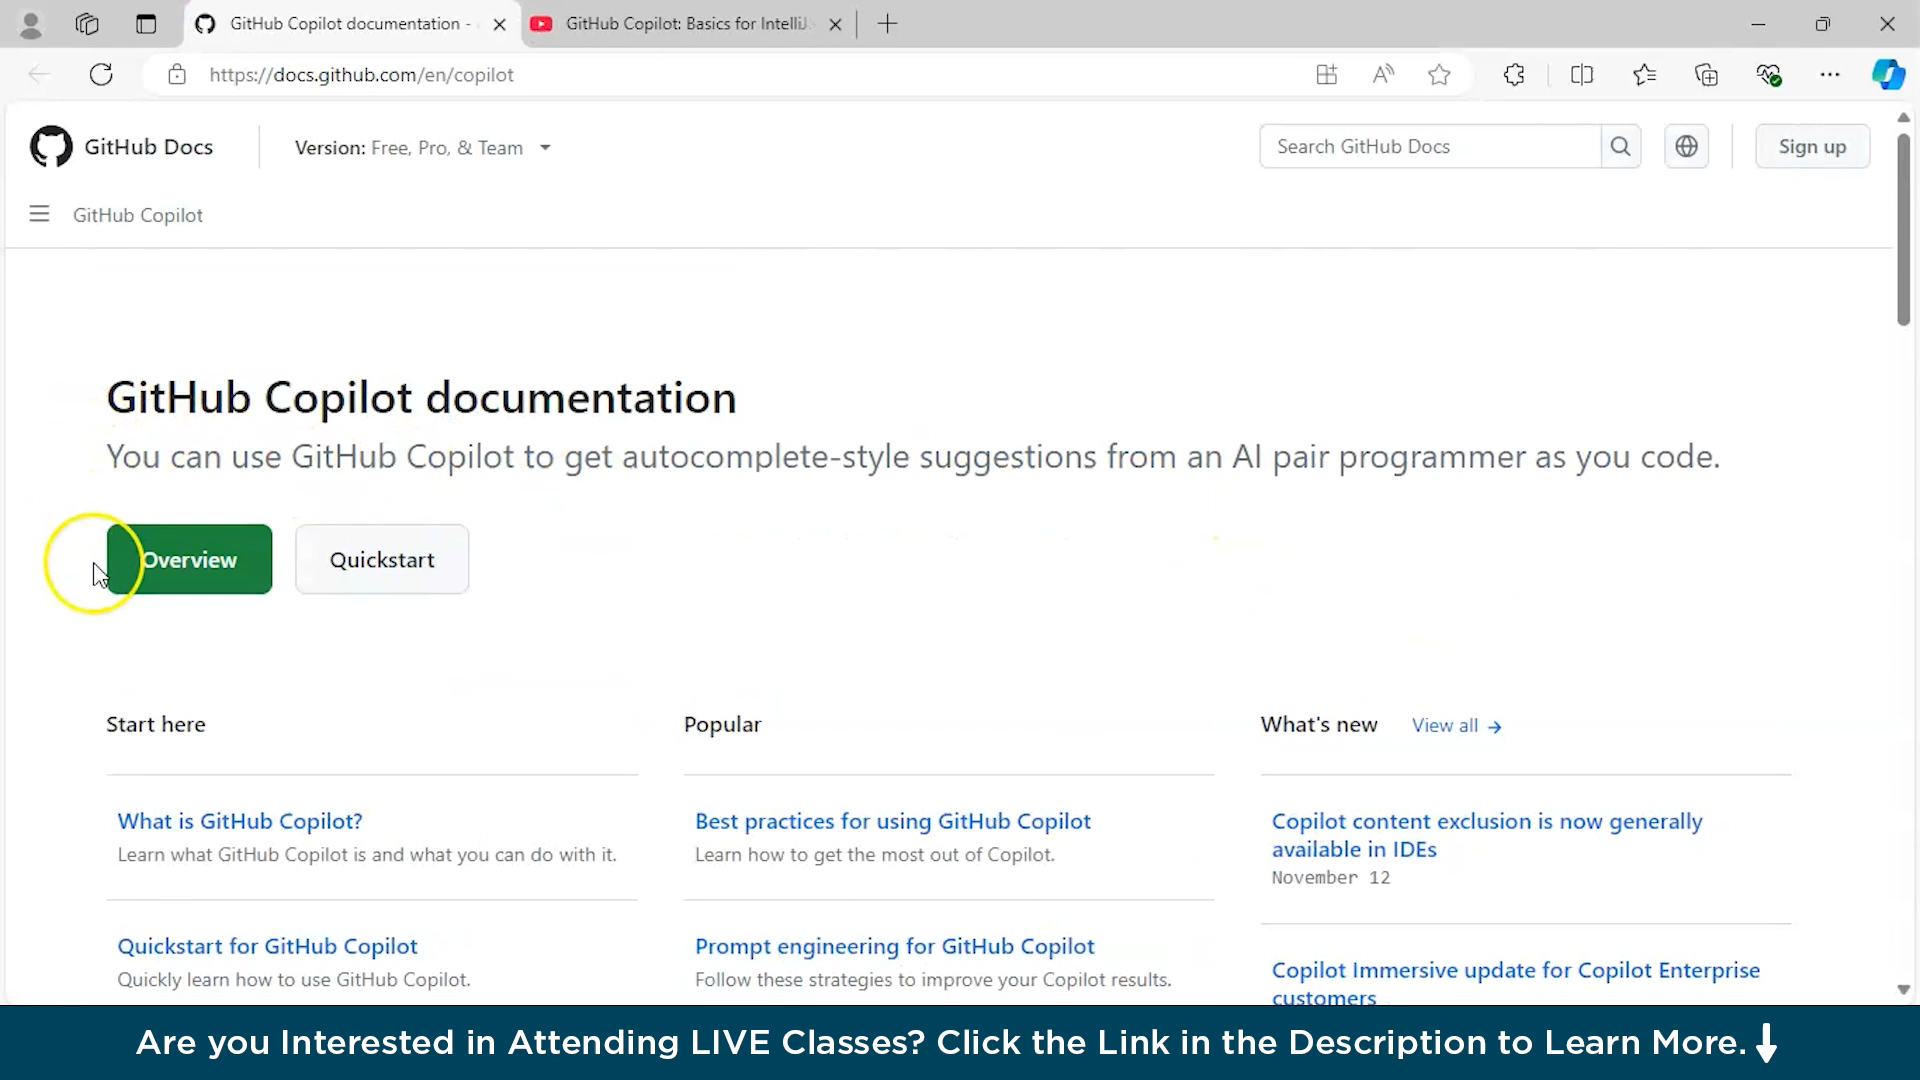 GitHub Copilot documentation -
GitHub Copilot: Basics for IntelliJ
https://docs.github.com/en/copilot
GitHub Docs
Version: Free, Pro, & Team
Search GitHub Docs
Sign up
GitHub Copilot
GitHub Copilot documentation
You can use GitHub Copilot to get autocomplete-style suggestions from an AI pair programmer as you code.
Overview
Quickstart
Start here
What is GitHub Copilot?
Learn what GitHub Copilot is and what you can do with it.
Quickstart for GitHub Copilot
Quickly learn how to use GitHub Copilot.
Popular
Best practices for using GitHub Copilot
Learn how to get the most out of Copilot.
Prompt engineering for GitHub Copilot
Follow these strategies to improve your Copilot results.
What's new
View all →
Copilot content exclusion is now generally
available in IDEs
November 12
Copilot Immersive update for Copilot Enterprise
customers
Are you Interested in Attending LIVE Classes? Click the Link in the Description to Learn More.